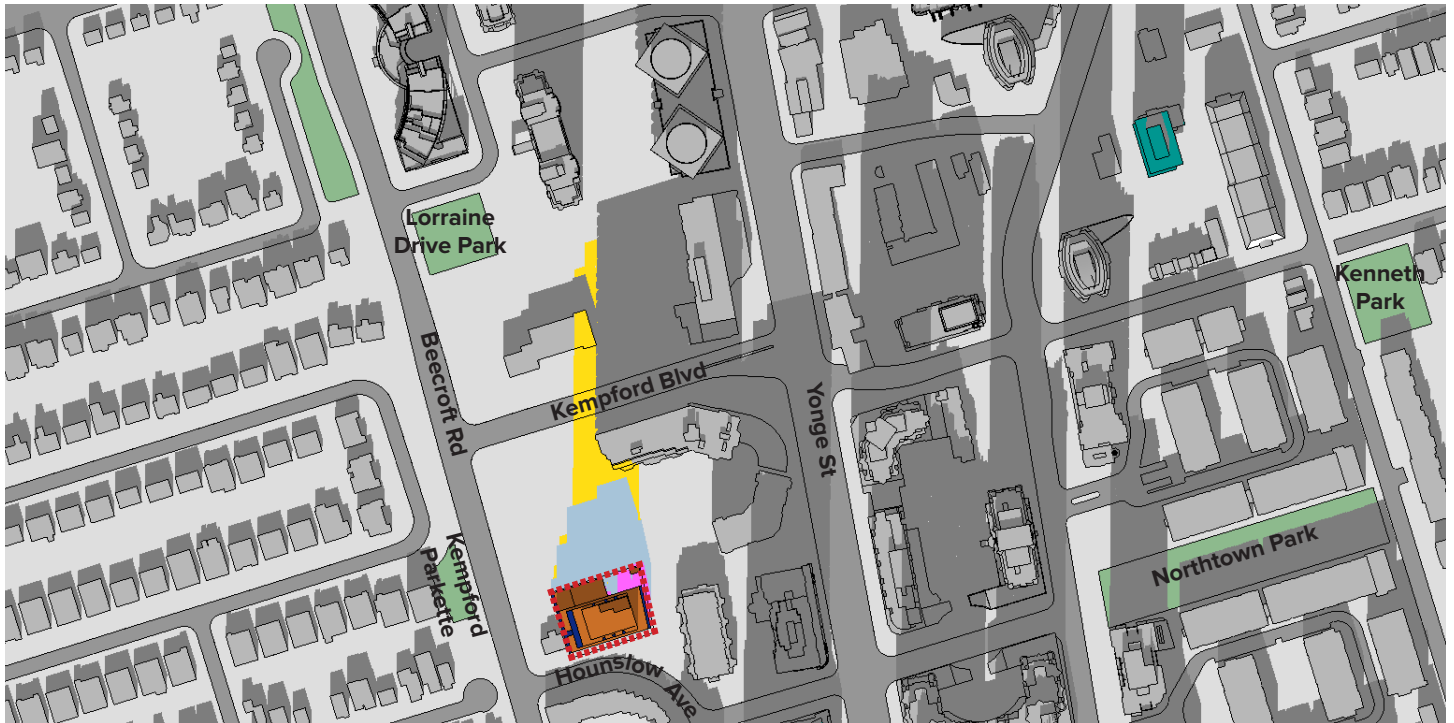 Lorraine
Drive Park
Kenneth
Park
Beecroft Rd
Kempford Blvd
Yonge St
Kempford
Parkette
Northtown Park
Hounslow Ave